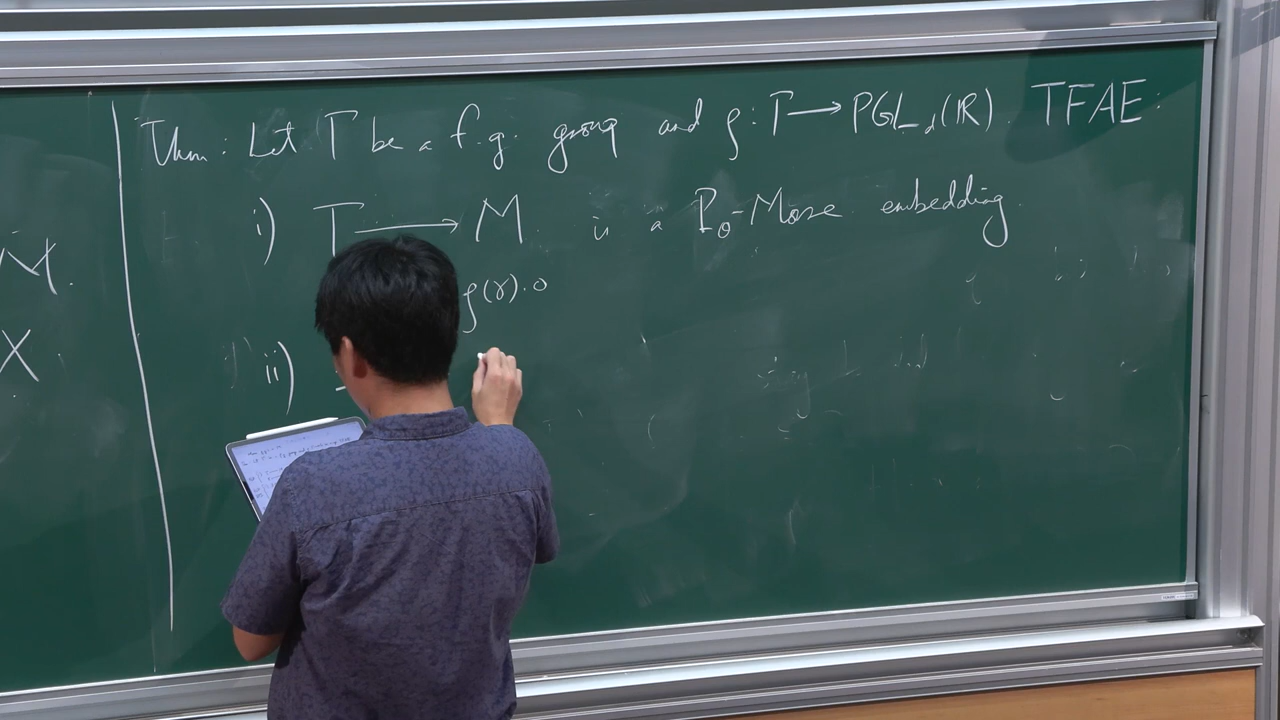 Thm: Let Γ be a f.g. group and ρ: Γ → PGL_d(ℝ). TFAE:
i) Γ → M is a P_θ-Morse embedding.
M.
ρ(γ).o
X.
ii)